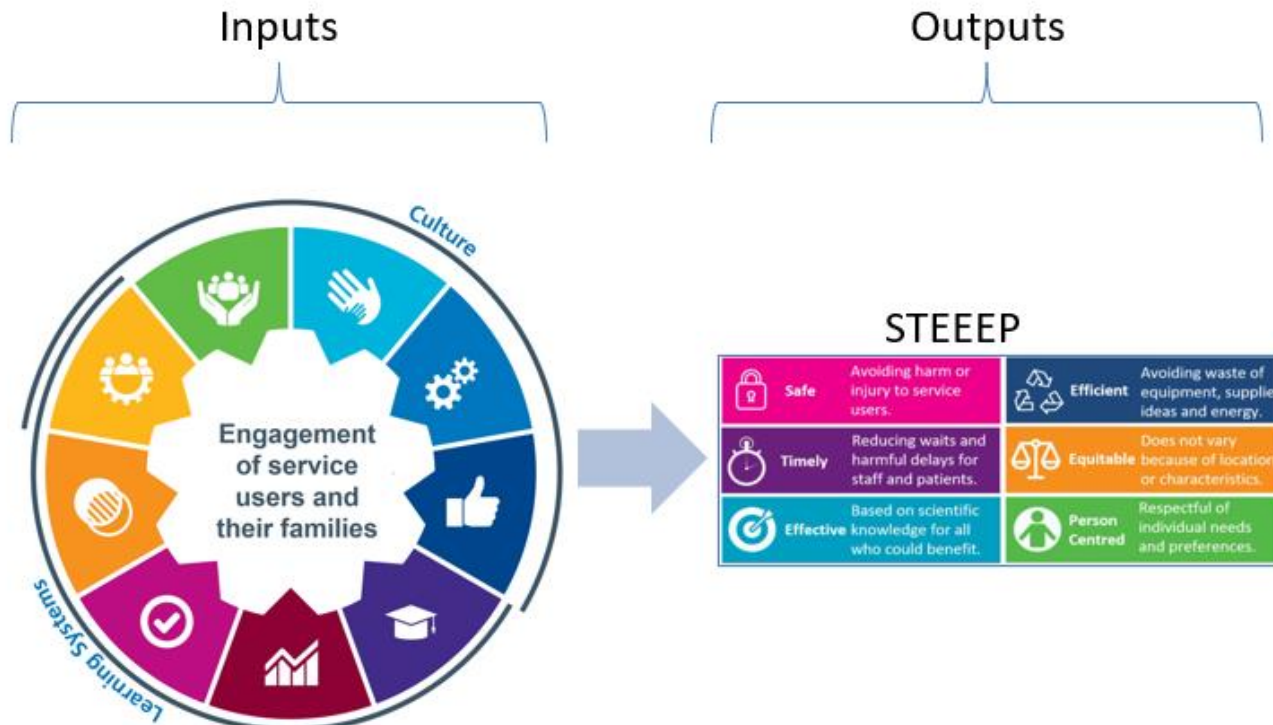 Inputs
Outputs
Culture
Engagement
of service
users and
their families
Learning Systems
STEEEP
Safe
Avoiding harm or
injury to service
users.
Efficient
Avoiding waste of
equipment, supplie
ideas and energy.
Timely
Reducing waits and
harmful delays for
staff and patients.
Equitable
Does not vary
because of location
or characteristics.
Effective
Based on scientific
knowledge for all
who could benefit.
Person
Centred
Respectful of
individual needs
and preferences.